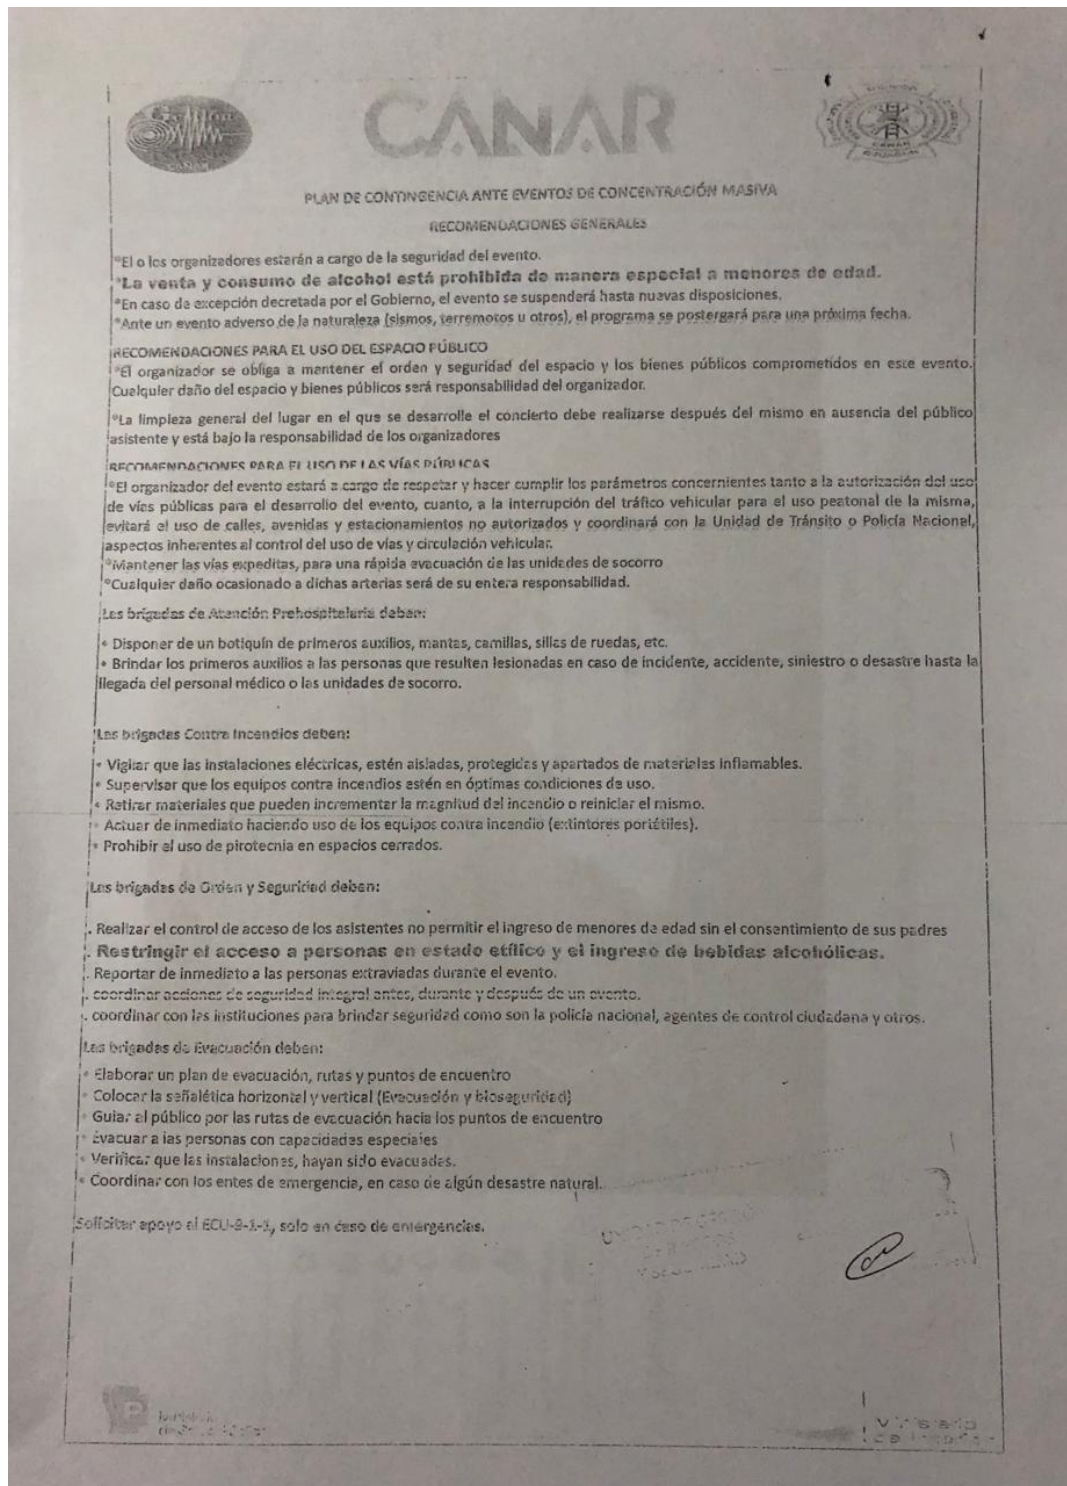 CAÑAR
PLAN DE CONTINGENCIA ANTE EVENTOS DE CONCENTRACIÓN MASIVA
RECOMENDACIONES GENERALES
*El o los organizadores estarán a cargo de la seguridad del evento.
*La venta y consumo de alcohol está prohibida de manera especial a menores de edad.
*En caso de excepción decretada por el Gobierno, el evento se suspenderá hasta nuevas disposiciones.
*Ante un evento adverso de la naturaleza (sismos, terremotos u otros), el programa se postergará para una próxima fecha.
RECOMENDACIONES PARA EL USO DEL ESPACIO PÚBLICO
*El organizador se obliga a mantener el orden y seguridad del espacio y los bienes públicos comprometidos en este evento.
Cualquier daño del espacio y bienes públicos será responsabilidad del organizador.
*La limpieza general del lugar en el que se desarrolle el concierto debe realizarse después del mismo en ausencia del público
asistente y está bajo la responsabilidad de los organizadores
RECOMENDACIONES PARA EL USO DE LAS VÍAS PÚBLICAS
*El organizador del evento estará a cargo de respetar y hacer cumplir los parámetros concernientes tanto a la autorización del uso
de vías públicas para el desarrollo del evento, cuanto, a la interrupción del tráfico vehicular para el uso peatonal de la misma,
evitará el uso de calles, avenidas y estacionamientos no autorizados y coordinará con la Unidad de Tránsito o Policía Nacional,
aspectos inherentes al control del uso de vías y circulación vehicular.
*Mantener las vías expeditas, para una rápida evacuación de las unidades de socorro
*Cualquier daño ocasionado a dichas arterias será de su entera responsabilidad.
Las brigadas de Atención Prehospitalaria deben:
• Disponer de un botiquín de primeros auxilios, mantas, camillas, sillas de ruedas, etc.
• Brindar los primeros auxilios a las personas que resulten lesionadas en caso de incidente, accidente, siniestro o desastre hasta la
llegada del personal médico o las unidades de socorro.
Las brigadas Contra Incendios deben:
• Vigilar que las instalaciones eléctricas, estén aisladas, protegidas y apartados de materiales inflamables.
• Supervisar que los equipos contra incendios estén en óptimas condiciones de uso.
• Retirar materiales que pueden incrementar la magnitud del incendio o reiniciar el mismo.
• Actuar de inmediato haciendo uso de los equipos contra incendio (extintores portátiles).
• Prohibir el uso de pirotecnia en espacios cerrados.
Las brigadas de Orden y Seguridad deben:
. Realizar el control de acceso de los asistentes no permitir el ingreso de menores de edad sin el consentimiento de sus padres
. Restringir el acceso a personas en estado etílico y el ingreso de bebidas alcohólicas.
. Reportar de inmediato a las personas extraviadas durante el evento.
. coordinar acciones de seguridad integral antes, durante y después de un evento.
. coordinar con las instituciones para brindar seguridad como son la policía nacional, agentes de control ciudadana y otros.
Las brigadas de Evacuación deben:
• Elaborar un plan de evacuación, rutas y puntos de encuentro
• Colocar la señalética horizontal y vertical (Evacuación y bioseguridad)
• Guiar al público por las rutas de evacuación hacia los puntos de encuentro
• Evacuar a las personas con capacidades especiales
• Verificar que las instalaciones, hayan sido evacuadas.
• Coordinar con los entes de emergencia, en caso de algún desastre natural.
Solicitar apoyo al ECU-9-1-1, solo en caso de emergencias.